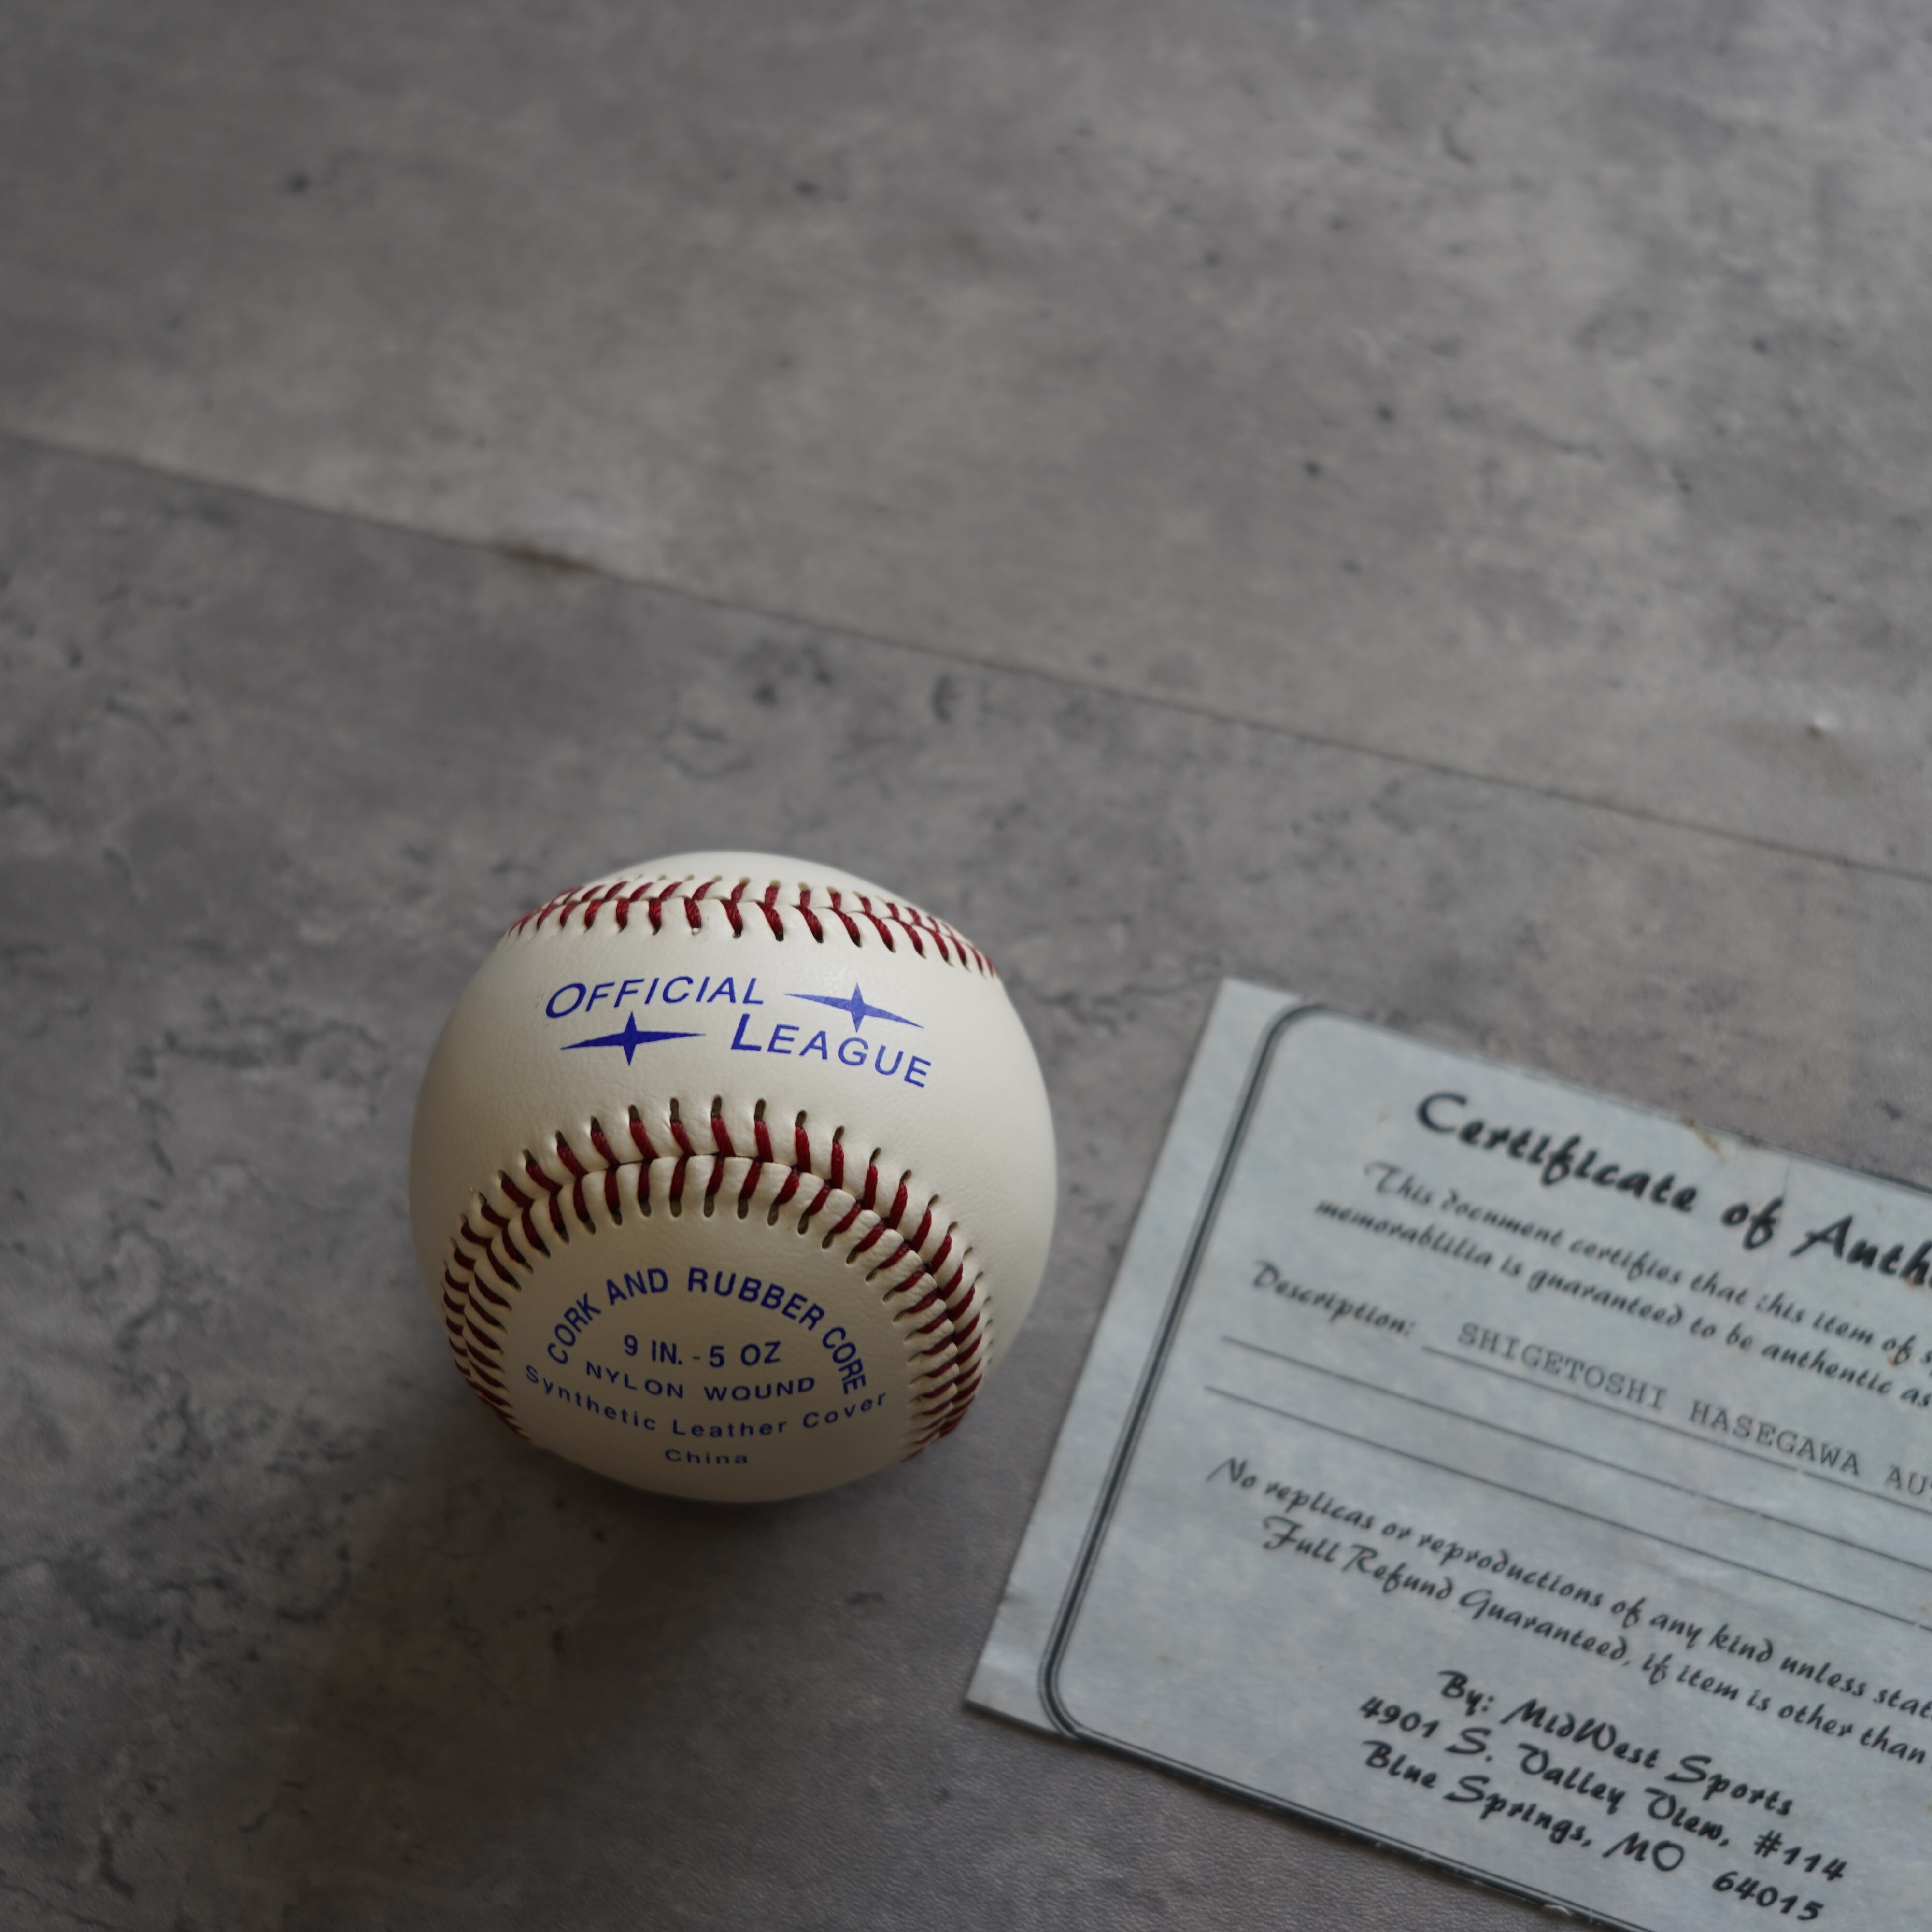 OFFICIAL
LEAGUE
CORK AND RUBBER CORE
9 IN. - 5 OZ
NYLON WOUND
Synthetic Leather Cover
China
Certificate of
This document certifies that this item of
memorablilia is guaranteed to be authentic as
Description: SHIGETOSHI HASEGAWA
No replicas or reproductions of any kind unless
Full Refund Guaranteed, if item is other than
By: MidWest Sports
4901 S. Valley View, #114
Blue Springs, MO 64015